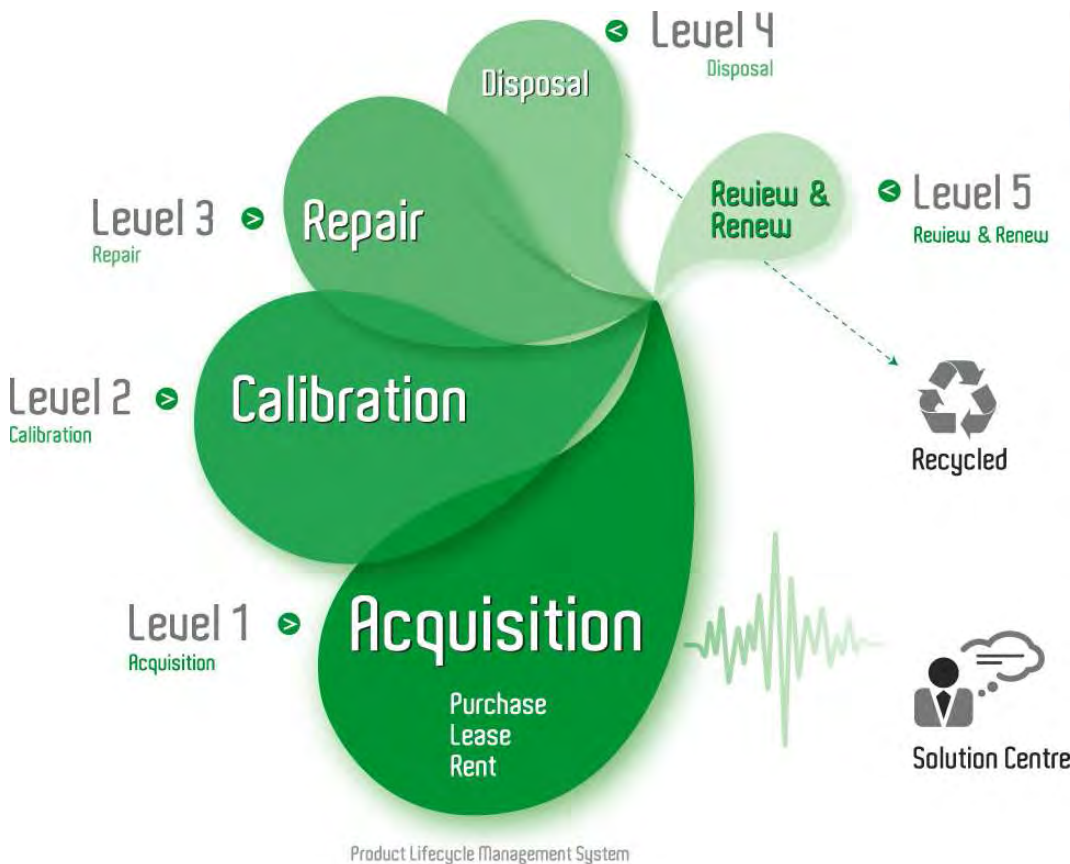 Level 4
Disposal
Disposal
Review &
Renew
Level 5
Review & Renew
Level 3
Repair
Repair
Level 2
Calibration
Calibration
Recycled
Level 1
Acquisition
Acquisition
Purchase
Lease
Rent
Solution Centre
Product Lifecycle Management System